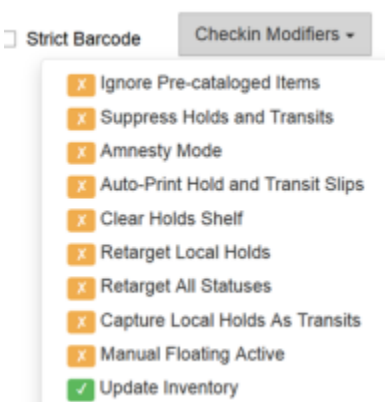 Strict Barcode Checkin Modifiers
X Ignore Pre-cataloged Items
X Suppress Holds and Transits
X Amnesty Mode
X Auto-Print Hold and Transit Slips
X Clear Holds Shelf
X Retarget Local Holds
X Retarget All Statuses
X Capture Local Holds As Transits
X Manual Floating Active
✓ Update Inventory